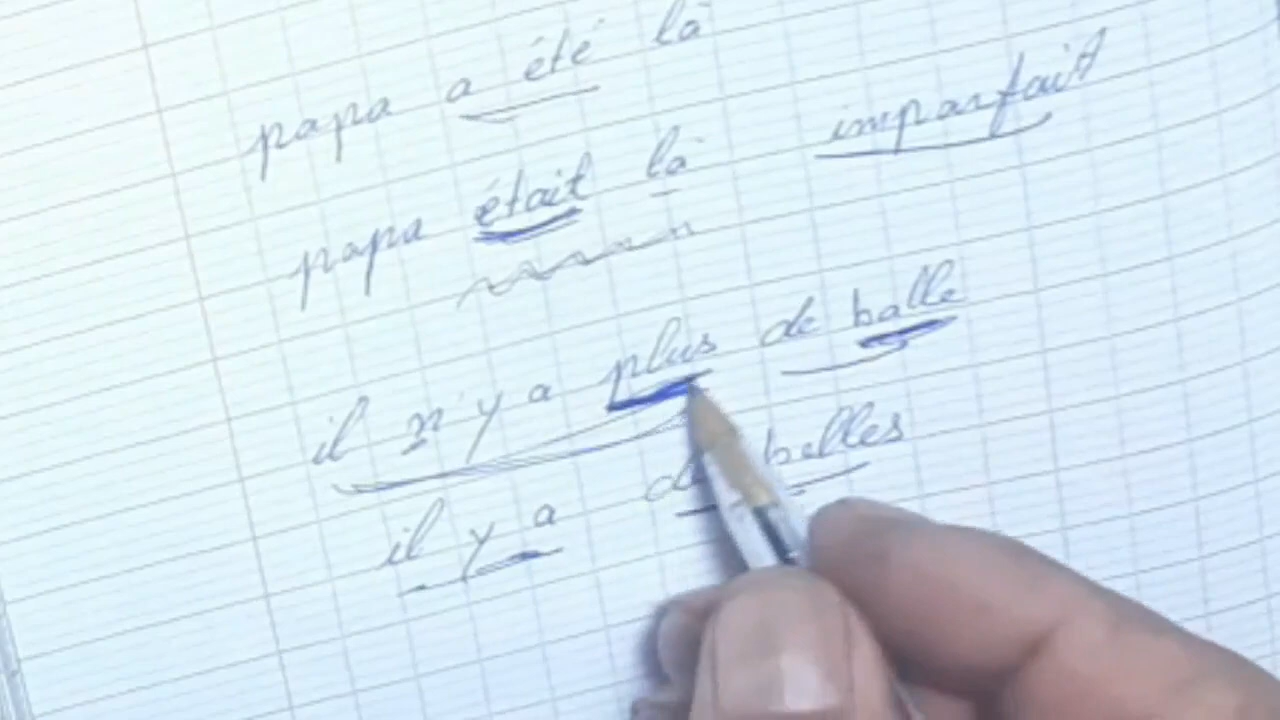 papa a été là
papa était là imparfait
il n'y a plus de balle
il y a balles